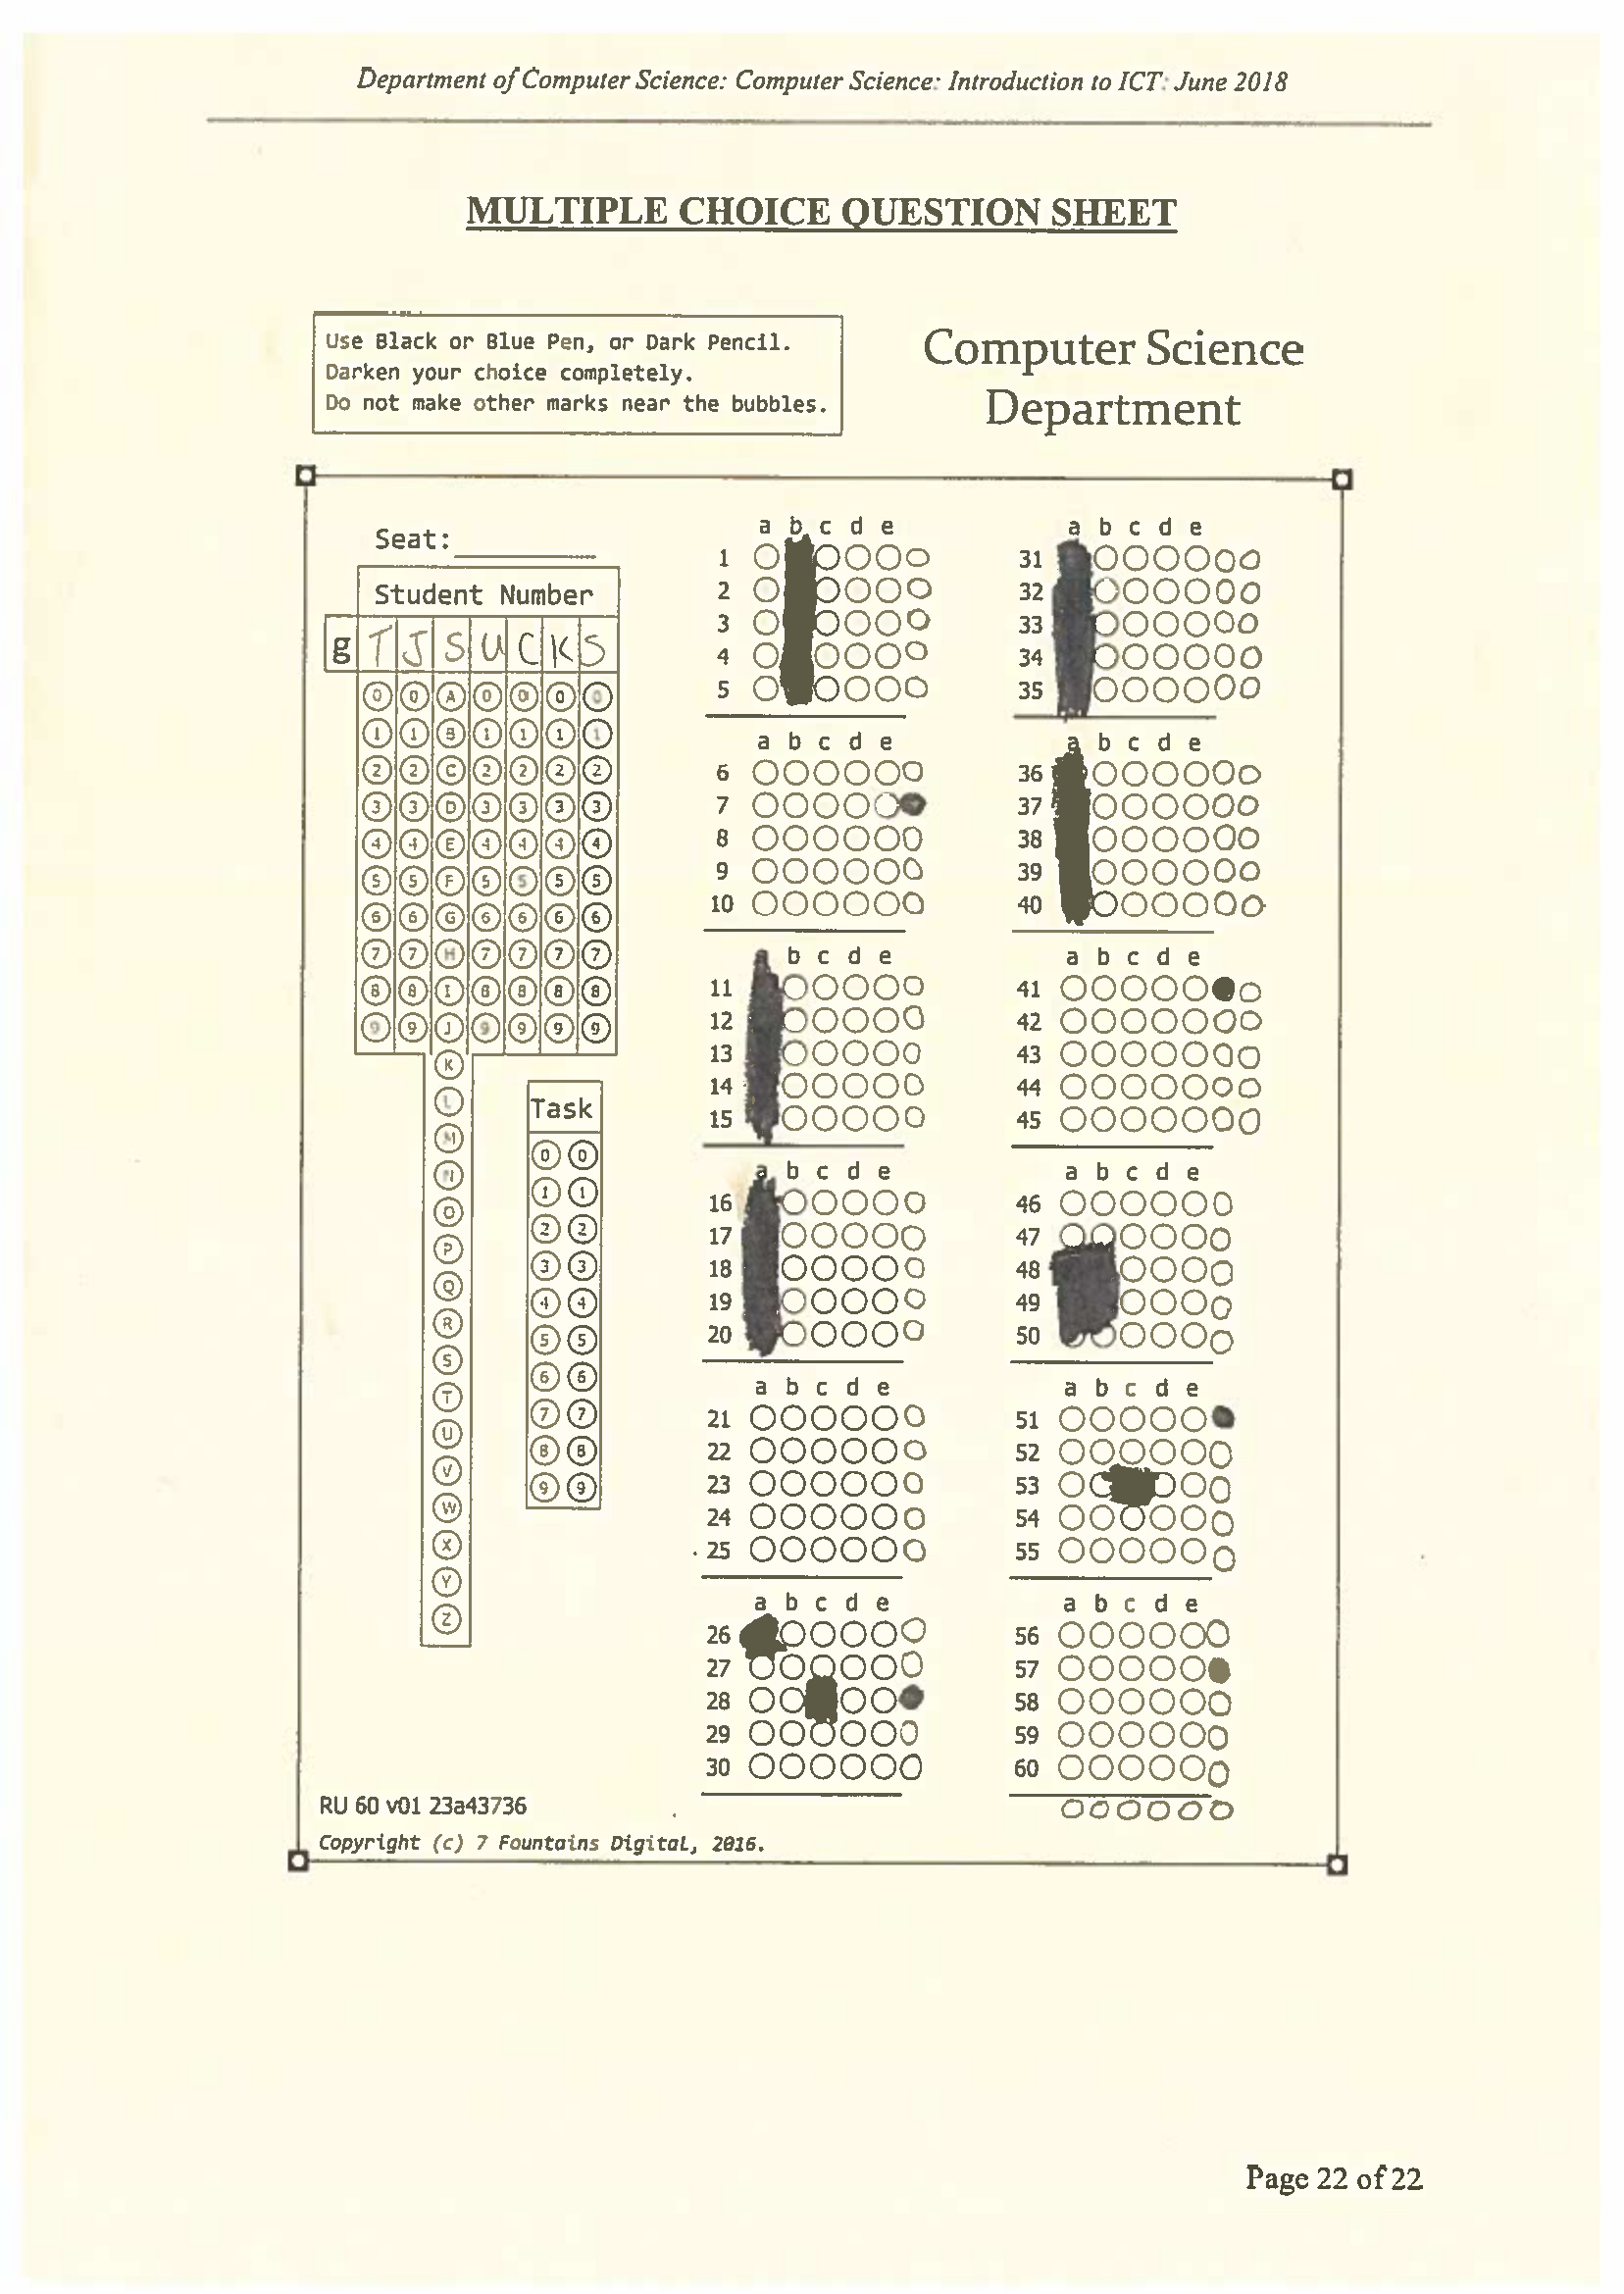 Department of Computer Science: Computer Science: Introduction to ICT: June 2018
MULTIPLE CHOICE QUESTION SHEET
Use Black or Blue Pen, or Dark Pencil.
Darken your choice completely.
Do not make other marks near the bubbles.
Computer Science
Department
Seat:
Student Number
g T J S U C K S
0 0 A 0 0 0 0
1 1 B 1 1 1 1
2 2 C 2 2 2 2
3 3 D 3 3 3 3
4 4 E 4 4 4 4
5 5 F 5 5 5 5
6 6 G 6 6 6 6
7 7 H 7 7 7 7
8 8 I 8 8 8 8
9 9 J 9 9 9 9
K
L
M
N
O
P
Q
R
S
T
U
V
W
X
Y
Z
Task
0 0
1 1
2 2
3 3
4 4
5 5
6 6
7 7
8 8
9 9
a b c d e
1
2
3
4
5
a b c d e
6
7
8
9
10
a b c d e
11
12
13
14
15
a b c d e
16
17
18
19
20
a b c d e
21
22
23
24
25
a b c d e
26
27
28
29
30
a b c d e
31
32
33
34
35
a b c d e
36
37
38
39
40
a b c d e
41
42
43
44
45
a b c d e
46
47
48
49
50
a b c d e
51
52
53
54
55
a b c d e
56
57
58
59
60
RU 60 v01 23a43736
Copyright (c) 7 Fountains Digital, 2016.
Page 22 of 22